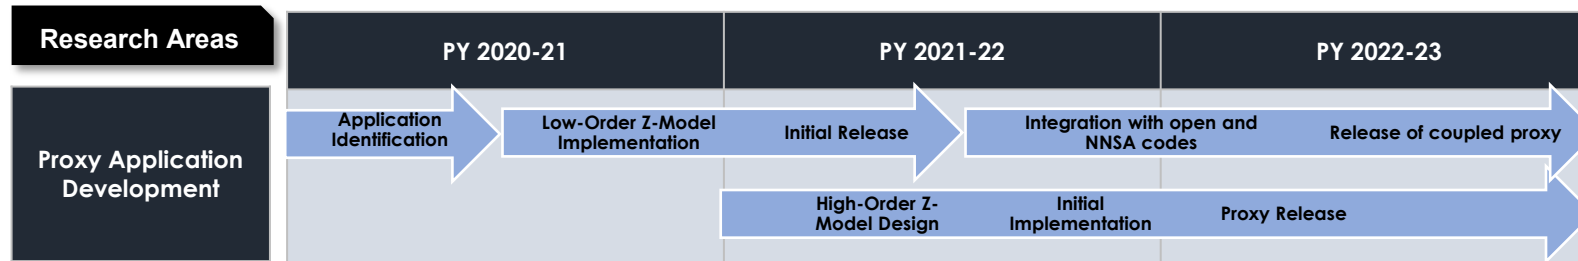 Research Areas
PY 2020-21
PY 2021-22
PY 2022-23
Proxy Application
Development
Application
Identification
Low-Order Z-Model
Implementation
Initial Release
Integration with open and
NNSA codes
Release of coupled proxy
High-Order Z-
Model Design
Initial
Implementation
Proxy Release